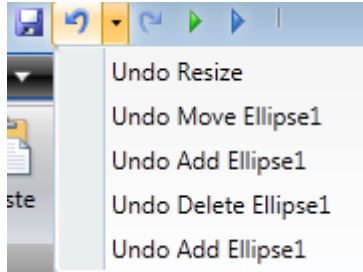 Undo Resize
Undo Move Ellipse1
Undo Add Ellipse1
ste
Undo Delete Ellipse1
Undo Add Ellipse1